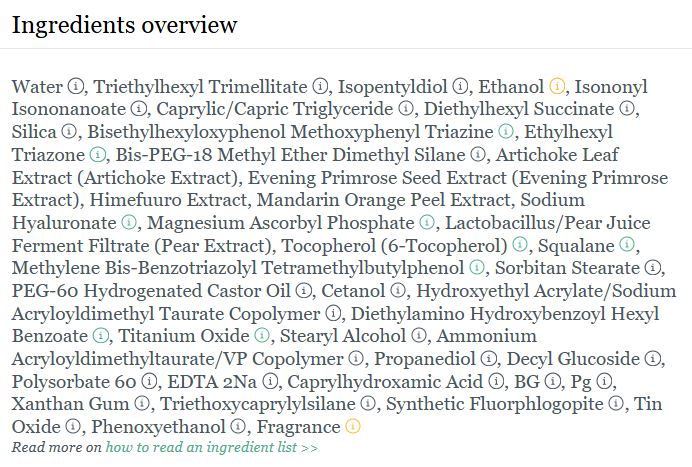 Ingredients overview
Water ⓘ, Triethylhexyl Trimellitate ⓘ, Isopentyldiol ⓘ, Ethanol ⓘ, Isononyl
Isononanoate ⓘ, Caprylic/Capric Triglyceride ⓘ, Diethylhexyl Succinate ⓘ,
Silica ⓘ, Bisethylhexyloxyphenol Methoxyphenyl Triazine ⓘ, Ethylhexyl
Triazone ⓘ, Bis-PEG-18 Methyl Ether Dimethyl Silane ⓘ, Artichoke Leaf
Extract (Artichoke Extract), Evening Primrose Seed Extract (Evening Primrose
Extract), Himefuuro Extract, Mandarin Orange Peel Extract, Sodium
Hyaluronate ⓘ, Magnesium Ascorbyl Phosphate ⓘ, Lactobacillus/Pear Juice
Ferment Filtrate (Pear Extract), Tocopherol (6-Tocopherol) ⓘ, Squalane ⓘ,
Methylene Bis-Benzotriazolyl Tetramethylbutylphenol ⓘ, Sorbitan Stearate ⓘ,
PEG-60 Hydrogenated Castor Oil ⓘ, Cetanol ⓘ, Hydroxyethyl Acrylate/Sodium
Acryloyldimethyl Taurate Copolymer ⓘ, Diethylamino Hydroxybenzoyl Hexyl
Benzoate ⓘ, Titanium Oxide ⓘ, Stearyl Alcohol ⓘ, Ammonium
Acryloyldimethyltaurate/VP Copolymer ⓘ, Propanediol ⓘ, Decyl Glucoside ⓘ,
Polysorbate 60 ⓘ, EDTA 2Na ⓘ, Caprylhydroxamic Acid ⓘ, BG ⓘ, Pg ⓘ,
Xanthan Gum ⓘ, Triethoxycaprylylsilane ⓘ, Synthetic Fluorphlogopite ⓘ, Tin
Oxide ⓘ, Phenoxyethanol ⓘ, Fragrance ⓘ
Read more on how to read an ingredient list >>